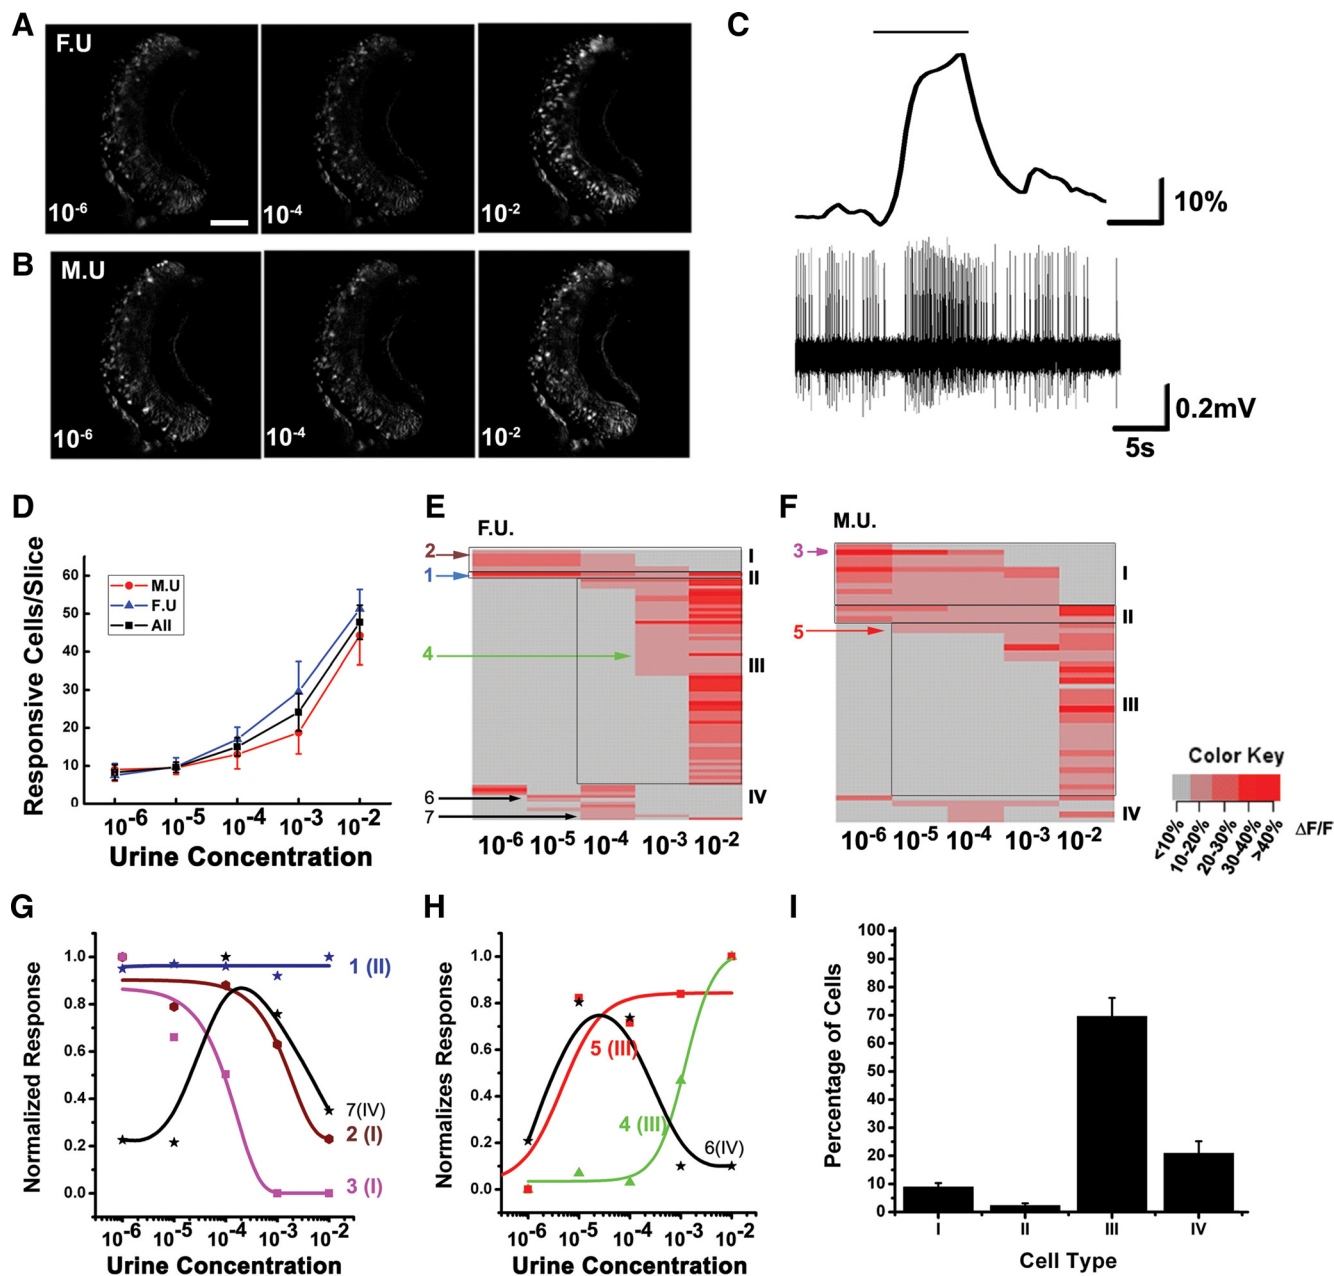 A
F.U
10-6
10-4
10-2
B
M.U
10-6
10-4
10-2
C
10%
0.2mV
5s
D
Responsive Cells/Slice
60
50
40
30
20
10
0
M.U
F.U
All
10-6 10-5 10-4 10-3 10-2
Urine Concentration
E
F.U.
2
1
4
6
7
I
II
III
IV
10-6 10-5 10-4 10-3 10-2
F
M.U.
3
5
I
II
III
IV
10-6 10-5 10-4 10-3 10-2
Color Key
<10%
10-20%
20-30%
30-40%
>40%
ΔF/F
G
Normalized Response
1.0
0.8
0.6
0.4
0.2
0.0
1 (II)
7(IV)
2 (I)
3 (I)
10-6 10-5 10-4 10-3 10-2
Urine Concentration
H
Normalizes Response
1.0
0.8
0.6
0.4
0.2
0.0
5 (III)
4 (III)
6(IV)
10-6 10-5 10-4 10-3 10-2
Urine Concentration
I
Percentage of Cells
100
90
80
70
60
50
40
30
20
10
0
I II III IV
Cell Type